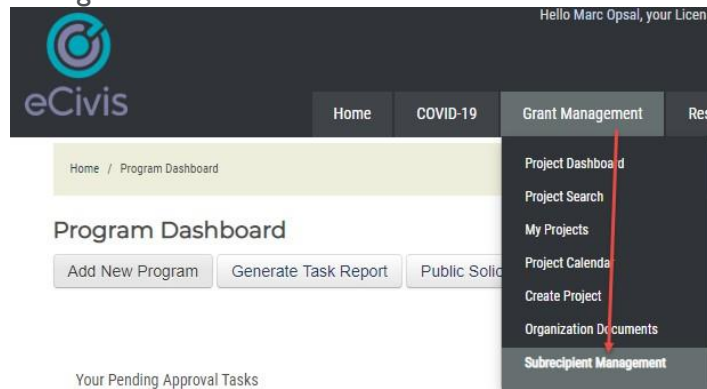 Hello Marc Opsal, your Licen
eCivis
Home COVID-19 Grant Management Res
Home / Program Dashboard
Project Dashboard
Project Search
Program Dashboard
My Projects
Add New Program Generate Task Report Public Solic
Project Calendar
Create Project
Organization Documents
Subrecipient Management
Your Pending Approval Tasks